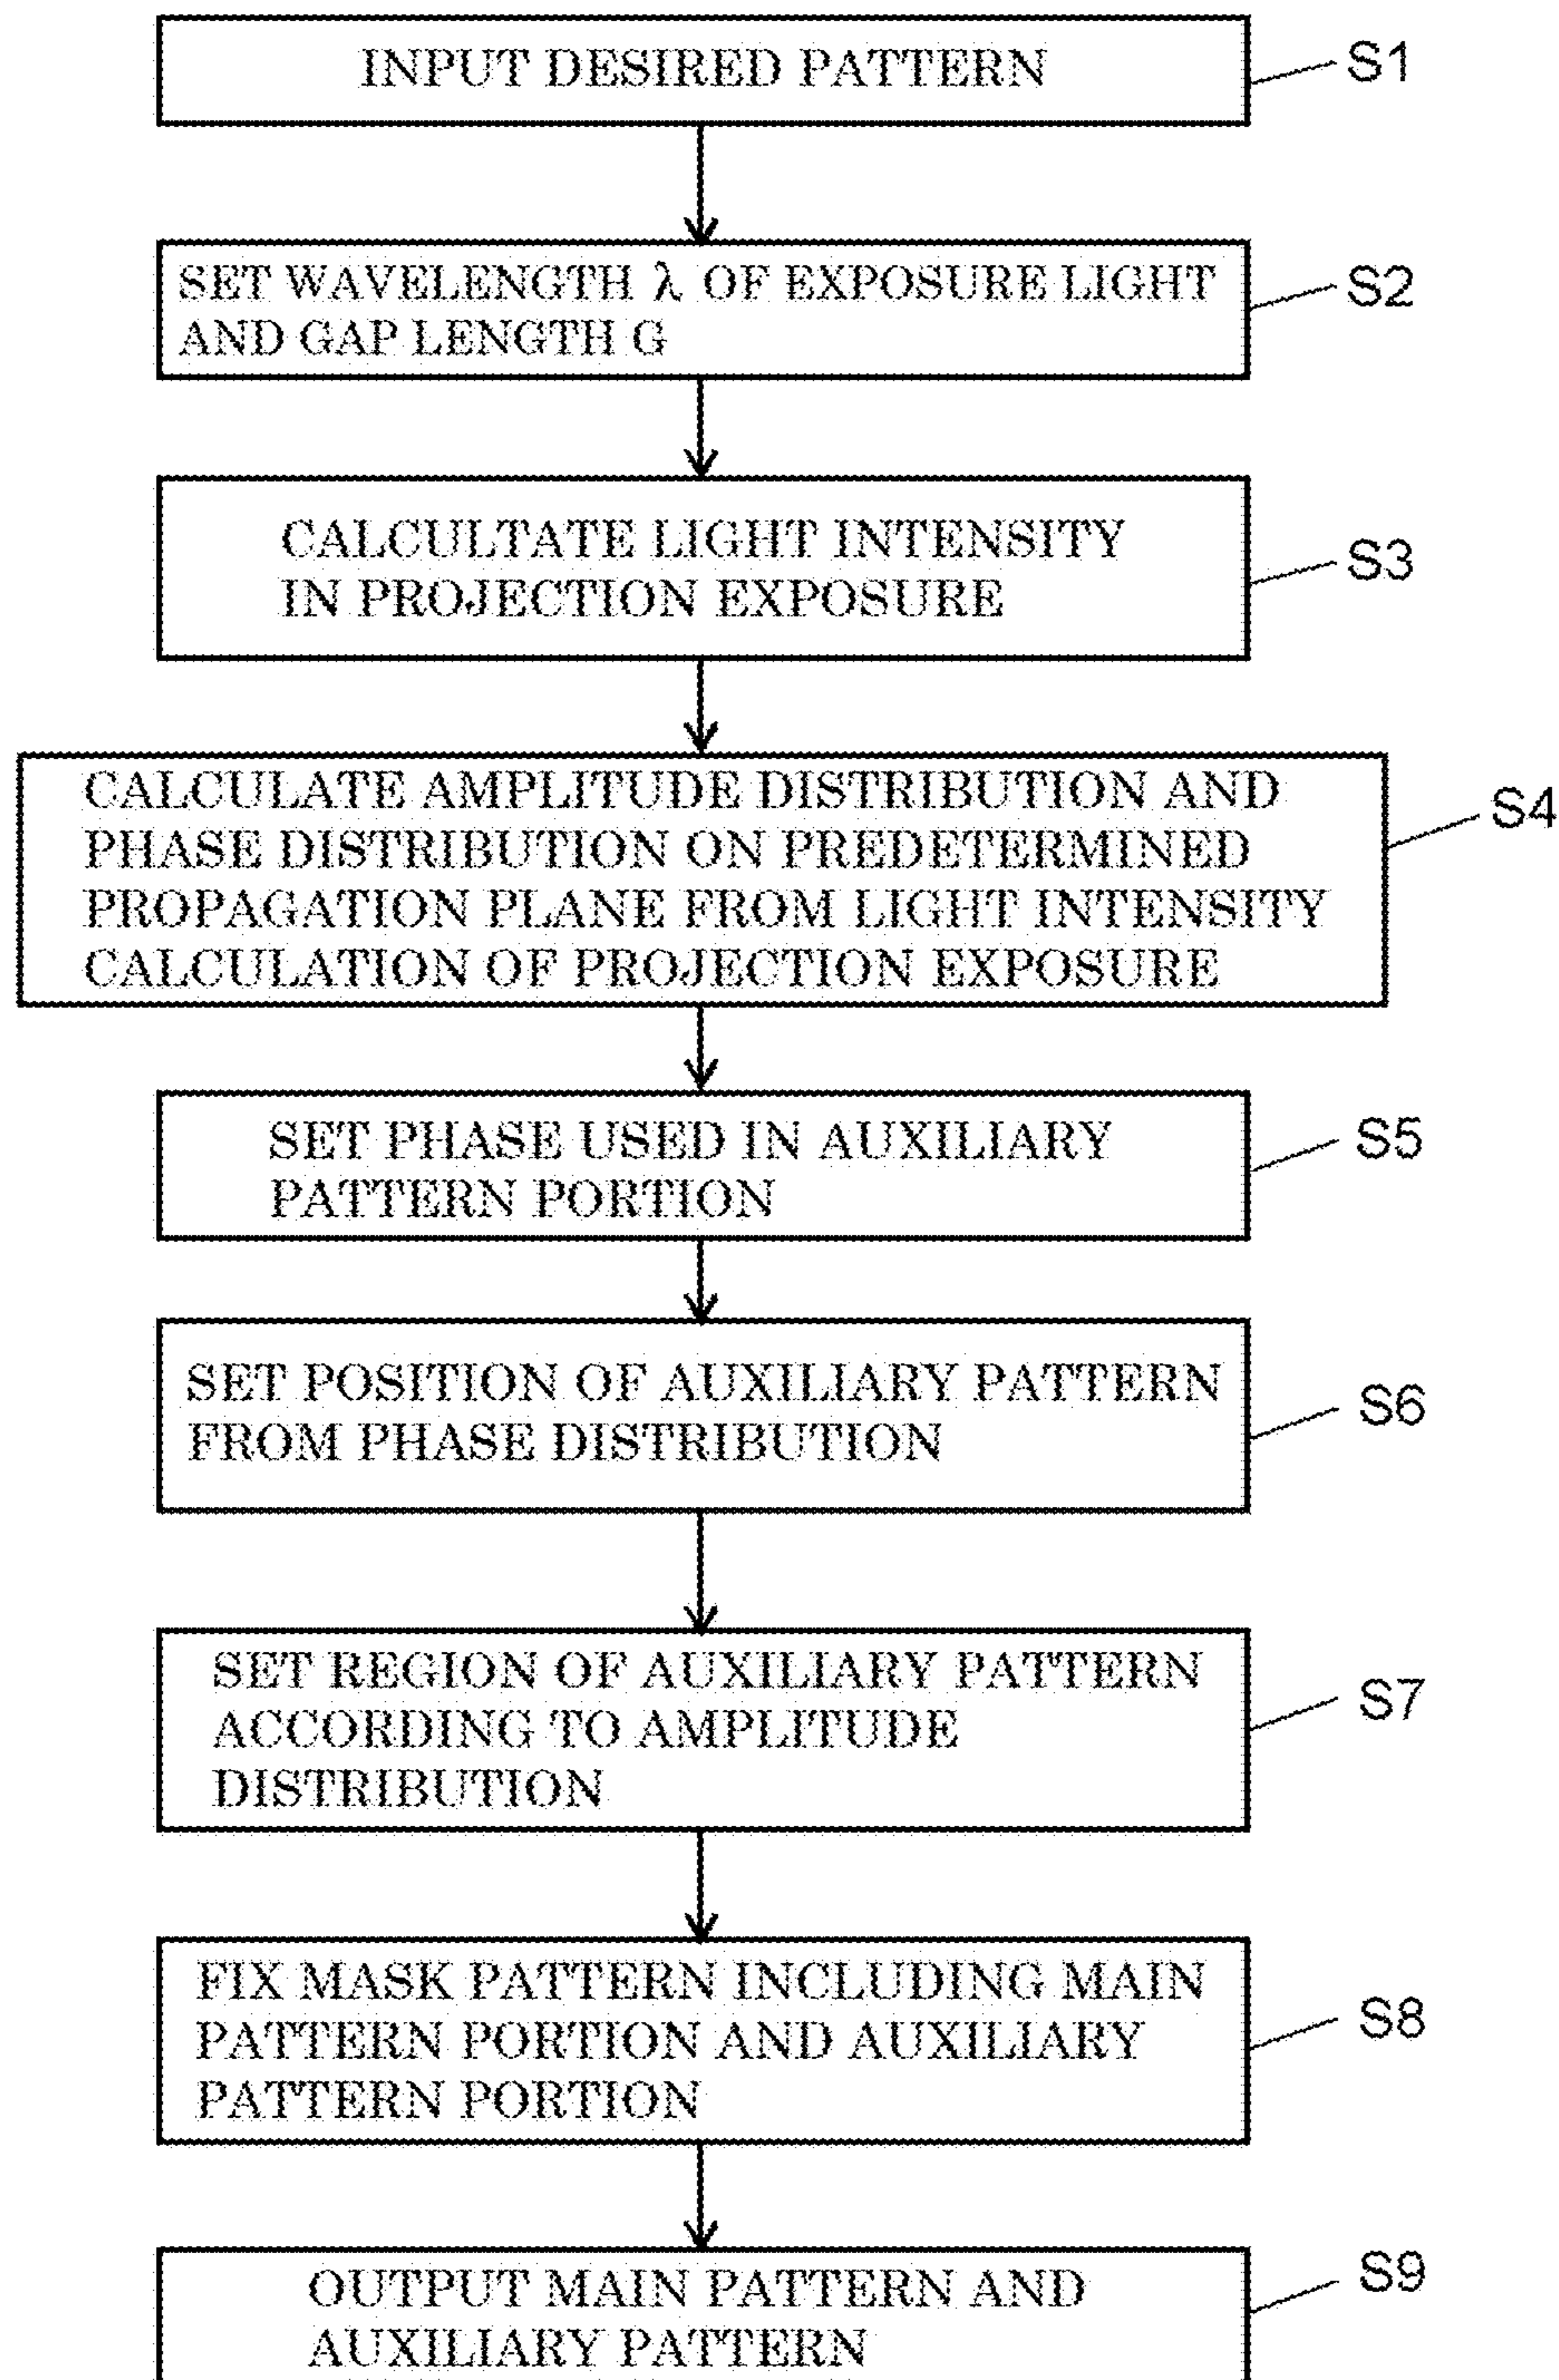 INPUT DESIRED PATTERN
S1
SET WAVELENGTH λ OF EXPOSURE LIGHT
AND GAP LENGTH G
S2
CALCULTATE LIGHT INTENSITY
IN PROJECTION EXPOSURE
S3
CALCULATE AMPLITUDE DISTRIBUTION AND
PHASE DISTRIBUTION ON PREDETERMINED
PROPAGATION PLANE FROM LIGHT INTENSITY
CALCULATION OF PROJECTION EXPOSURE
S4
SET PHASE USED IN AUXILIARY
PATTERN PORTION
S5
SET POSITION OF AUXILIARY PATTERN
FROM PHASE DISTRIBUTION
S6
SET REGION OF AUXILIARY PATTERN
ACCORDING TO AMPLITUDE
DISTRIBUTION
S7
FIX MASK PATTERN INCLUDING MAIN
PATTERN PORTION AND AUXILIARY
PATTERN PORTION
S8
OUTPUT MAIN PATTERN AND
AUXILIARY PATTERN
S9